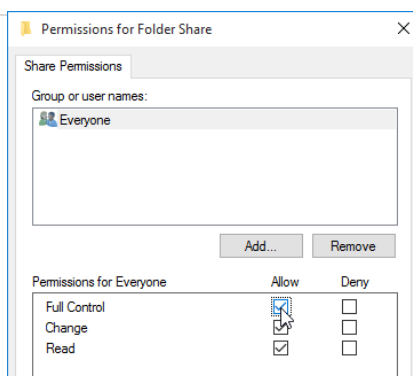 Permissions for Folder Share
Share Permissions
Group or user names:
Everyone
Add... Remove
Permissions for Everyone Allow Deny
Full Control
Change
Read